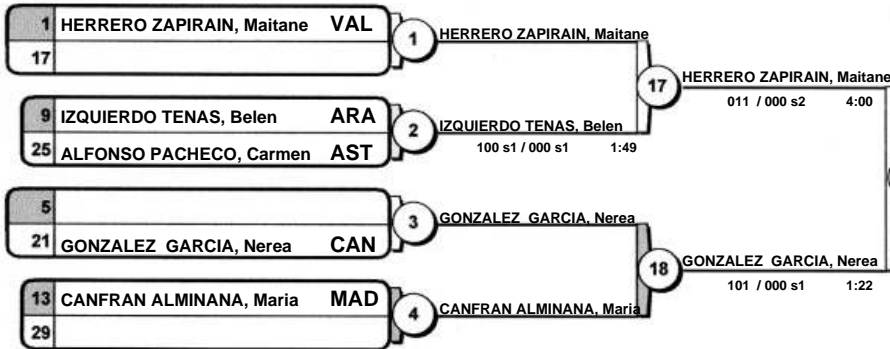 1 HERRERO ZAPIRAIN, Maitane VAL
17
1 HERRERO ZAPIRAIN, Maitane
17 HERRERO ZAPIRAIN, Maitane
011 / 000 s2 4:00
9 IZQUIERDO TENAS, Belen ARA
25 ALFONSO PACHECO, Carmen AST
2 IZQUIERDO TENAS, Belen
100 s1 / 000 s1 1:49
5
21 GONZALEZ GARCIA, Nerea CAN
3 GONZALEZ GARCIA, Nerea
18 GONZALEZ GARCIA, Nerea
101 / 000 s1 1:22
13 CANFRAN ALMINANA, Maria MAD
29
4 CANFRAN ALMINANA, Maria